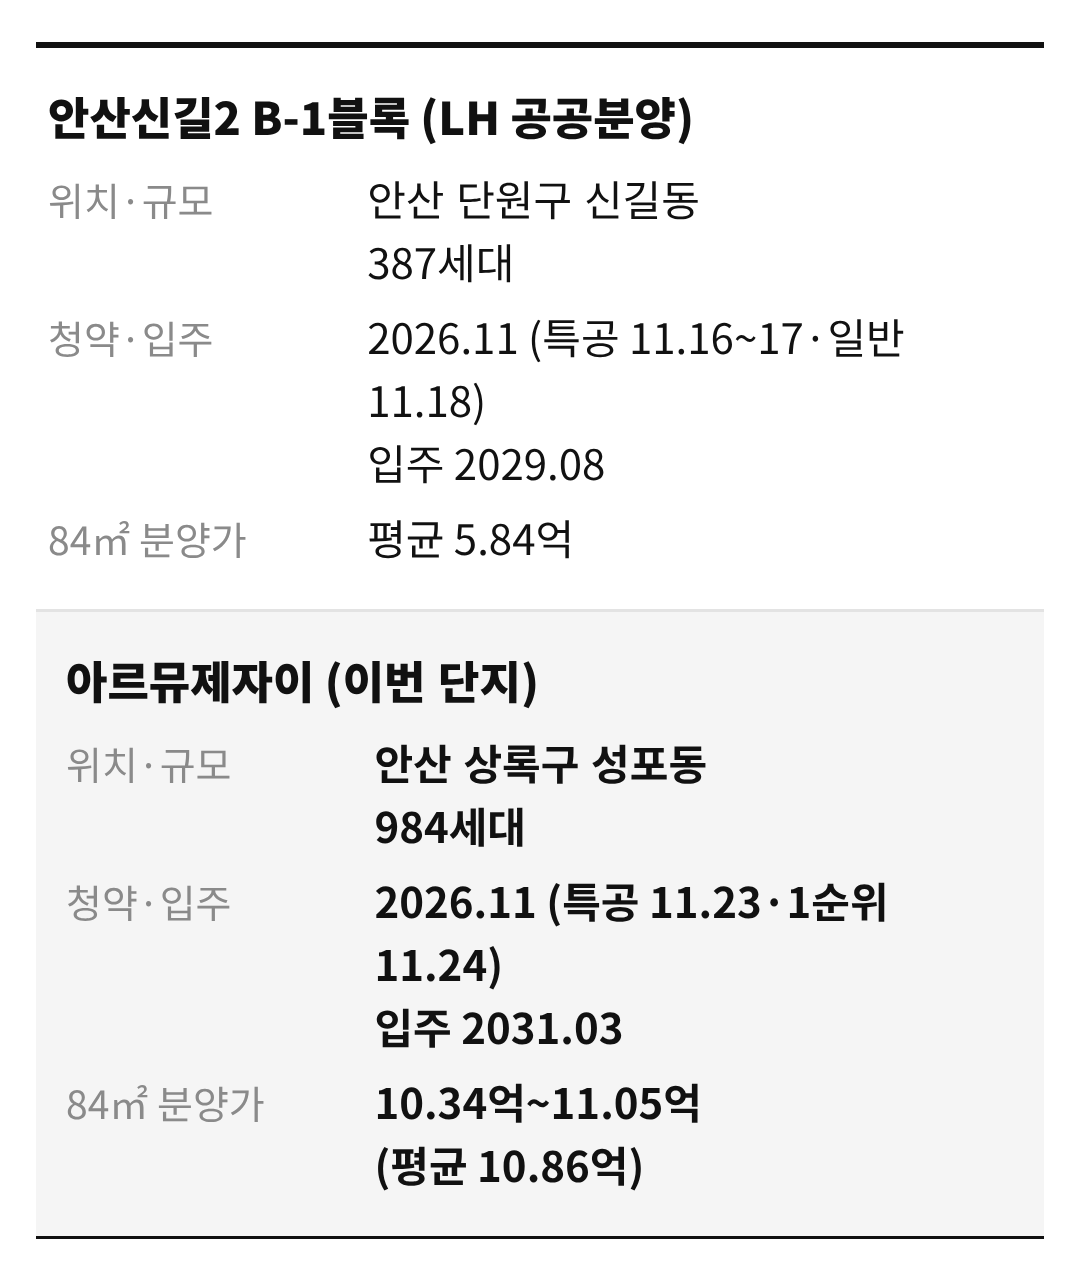 안산신길2 B-1블록 (LH 공공분양)
위치·규모 안산 단원구 신길동
387세대
청약·입주 2026.11 (특공 11.16~17·일반
11.18)
입주 2029.08
84㎡ 분양가 평균 5.84억
아르뮤제자이 (이번 단지)
위치·규모 안산 상록구 성포동
984세대
청약·입주 2026.11 (특공 11.23·1순위
11.24)
입주 2031.03
84㎡ 분양가 10.34억~11.05억
(평균 10.86억)